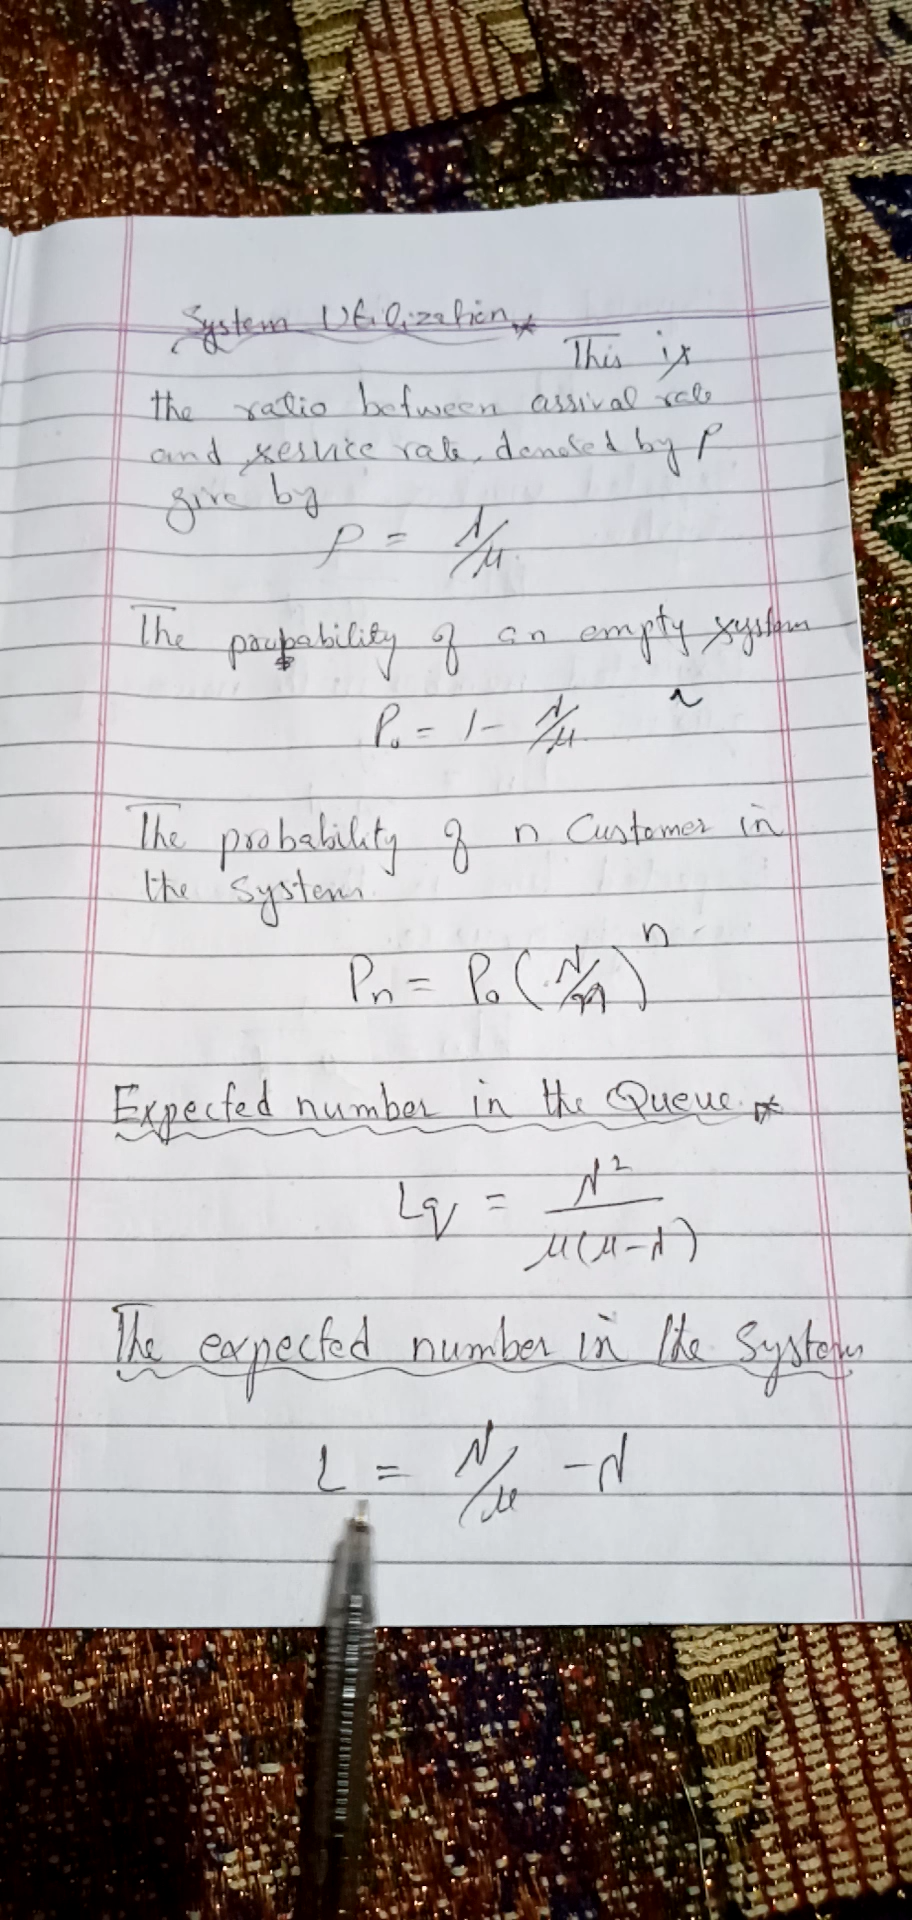 System Utilization
This is
the ratio between arrival rate
and service rate, denoted by ρ
give by
ρ = λ/μ
The probability of an empty system
P₀ = 1 - λ/μ
The probability of n Customer in
the system.
Pn = P₀ (λ/μ)ⁿ
Expected number in the Queue.
Lq = λ² / μ(μ-λ)
The expected number in the System
L = λ/μ - λ